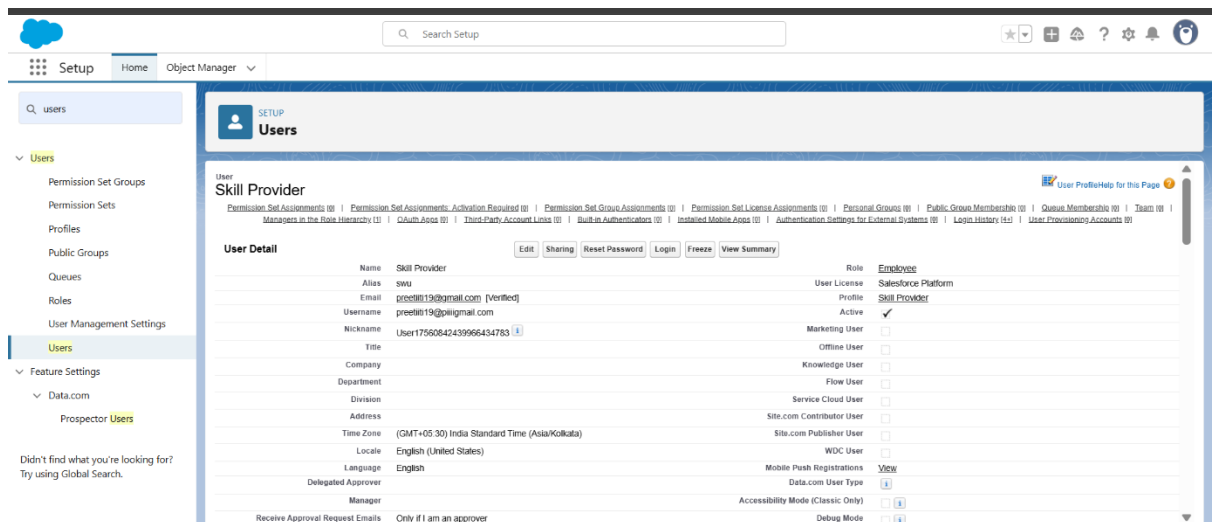 Search Setup
Setup Home Object Manager
users
Users
Permission Set Groups
Permission Sets
Profiles
Public Groups
Queues
Roles
User Management Settings
Users
Feature Settings
Data.com
Prospector Users
Didn't find what you're looking for?
Try using Global Search.
SETUP
Users
User
Skill Provider
User Profile Help for this Page
Permission Set Assignments [0] | Permission Set Assignments: Activation Required [0] | Permission Set Group Assignments [0] | Permission Set License Assignments [0] | Personal Groups [0] | Public Group Membership [0] | Queue Membership [0] | Team [0] |
Managers in the Role Hierarchy [1] | OAuth Apps [0] | Third-Party Account Links [0] | Built-in Authenticators [0] | Installed Mobile Apps [0] | Authentication Settings for External Systems [0] | Login History [4+] | User Provisioning Accounts [0]
User Detail Edit Sharing Reset Password Login Freeze View Summary
Name Skill Provider Role Employee
Alias swu User License Salesforce Platform
Email preetiiti19@gmail.com [Verified] Profile Skill Provider
Username preetiiti19@piiiigmail.com Active
Nickname User17560842439966434783 Marketing User
Title Offline User
Company Knowledge User
Department Flow User
Division Service Cloud User
Address Site.com Contributor User
Time Zone (GMT+05:30) India Standard Time (Asia/Kolkata) Site.com Publisher User
Locale English (United States) WDC User
Language English Mobile Push Registrations View
Delegated Approver Data.com User Type
Manager Accessibility Mode (Classic Only)
Receive Approval Request Emails Only if I am an approver Debug Mode